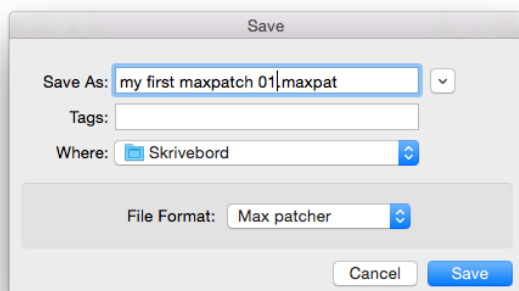 Save
Save As: my first maxpatch 01.maxpat
Tags:
Where: Skrivebord
File Format: Max patcher
Cancel Save